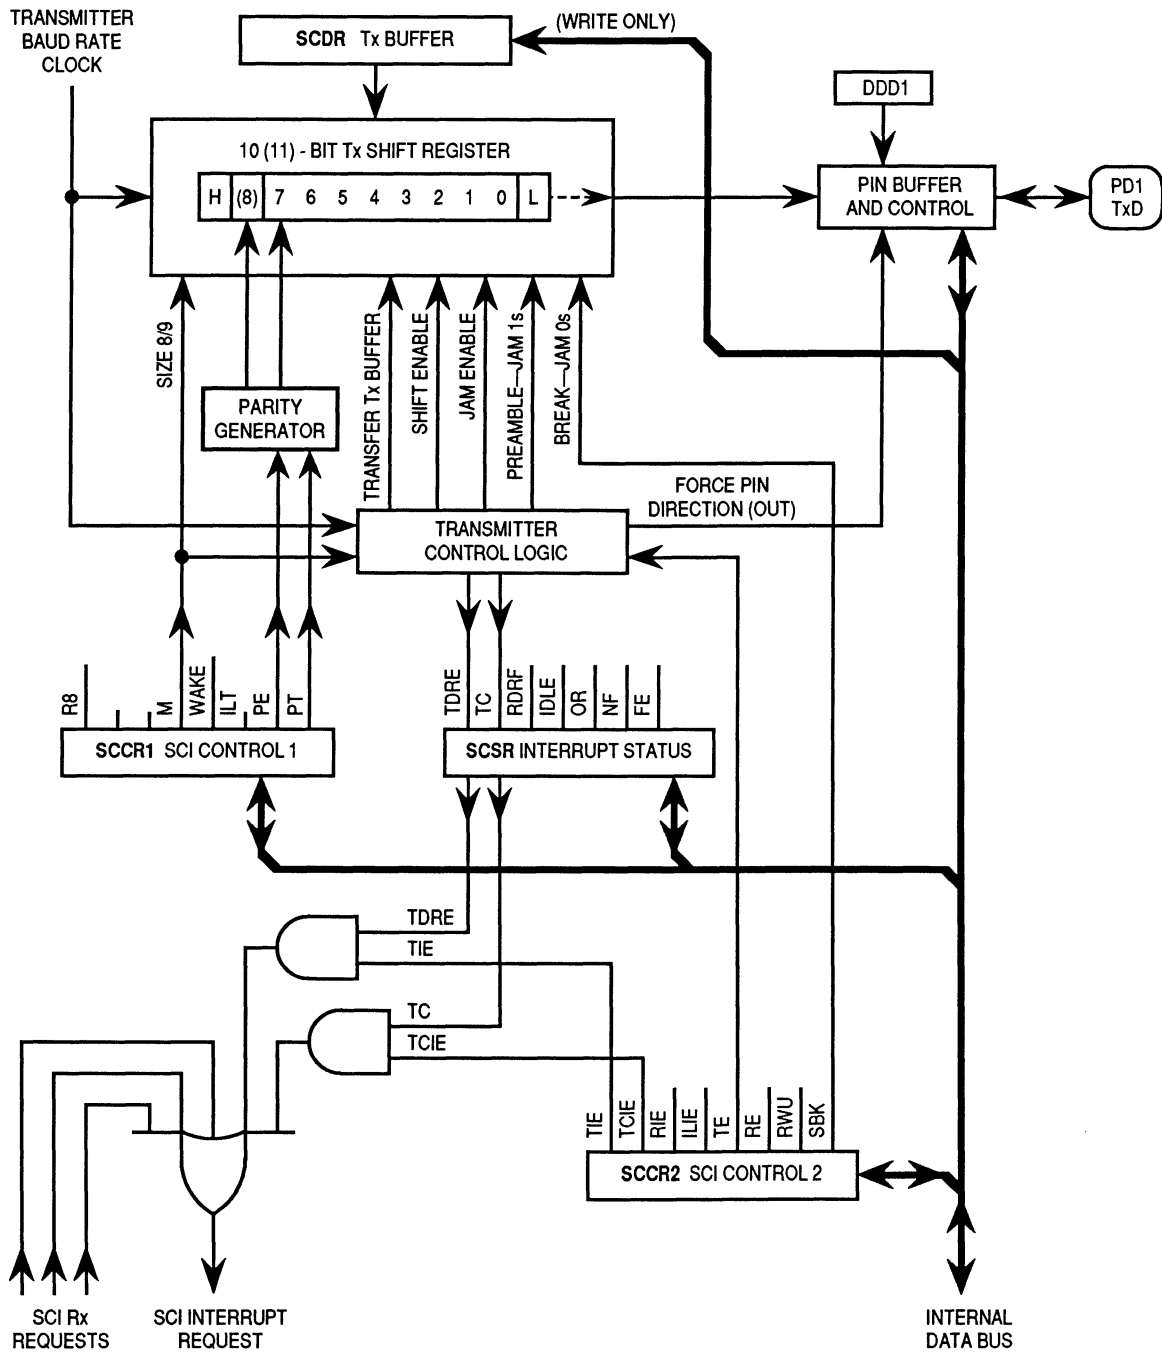 TRANSMITTER
BAUD RATE
CLOCK
SCDR Tx BUFFER
(WRITE ONLY)
DDD1
10 (11) - BIT Tx SHIFT REGISTER
H (8) 7 6 5 4 3 2 1 0 L
PIN BUFFER
AND CONTROL
PD1
TxD
SIZE 8/9
TRANSFER Tx BUFFER
SHIFT ENABLE
JAM ENABLE
PREAMBLE—JAM 1s
BREAK—JAM 0s
PARITY
GENERATOR
FORCE PIN
DIRECTION (OUT)
TRANSMITTER
CONTROL LOGIC
R8
M
WAKE
ILT
PE
PT
TDRE
TC
RDRF
IDLE
OR
NF
FE
SCCR1 SCI CONTROL 1
SCSR INTERRUPT STATUS
TDRE
TIE
TC
TCIE
TIE
TCIE
RIE
ILIE
TE
RE
RWU
SBK
SCCR2 SCI CONTROL 2
SCI Rx
REQUESTS
SCI INTERRUPT
REQUEST
INTERNAL
DATA BUS